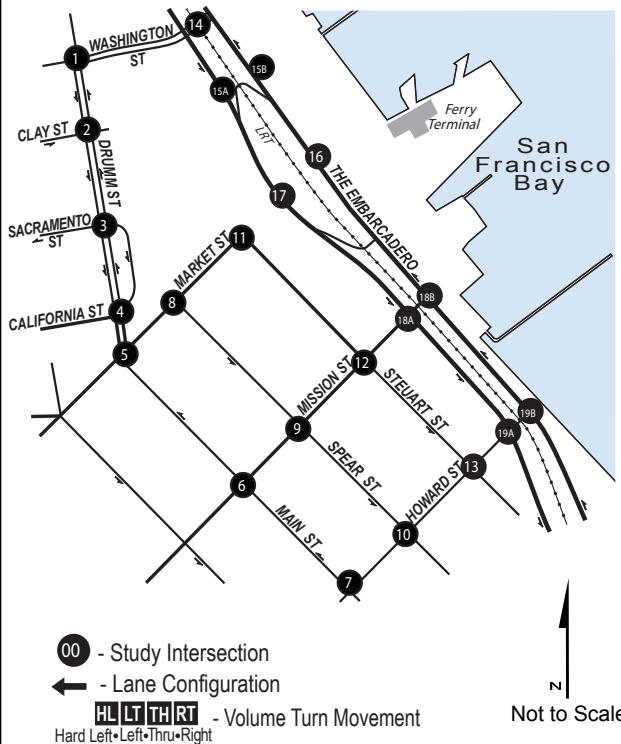 14
1
WASHINGTON
ST
15B
15A
Ferry
Terminal
CLAY ST
2
LRT
16
San
Francisco
Bay
DRUMM ST
THE EMBARCADERO
17
SACRAMENTO
ST
3
11
MARKET ST
8
18B
CALIFORNIA ST
4
18A
5
12
MISSION ST
STEUART ST
19B
9
19A
SPEAR ST
13
HOWARD ST
6
MAIN ST
10
7
00 - Study Intersection
- Lane Configuration
HL LT TH RT - Volume Turn Movement
Hard Left•Left•Thru•Right
N
Not to Scale